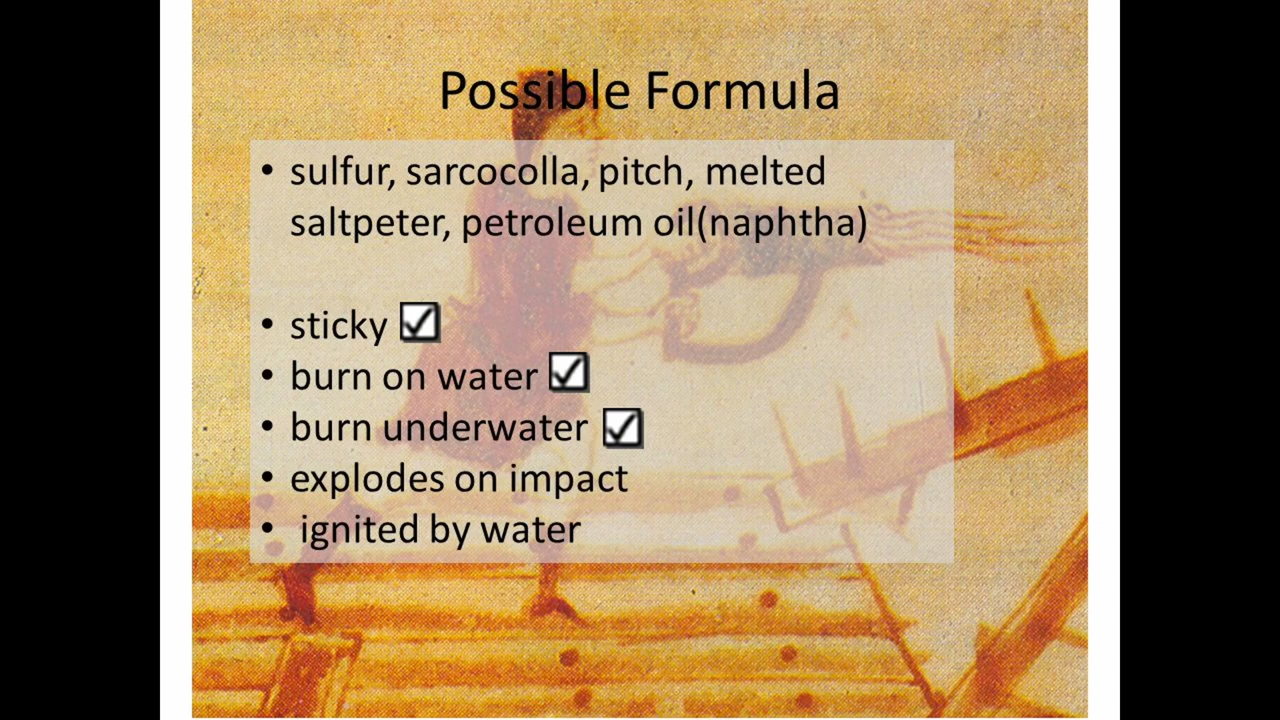 Possible Formula
• sulfur, sarcocolla, pitch, melted
saltpeter, petroleum oil(naphtha)
• sticky
• burn on water
• burn underwater
• explodes on impact
• ignited by water